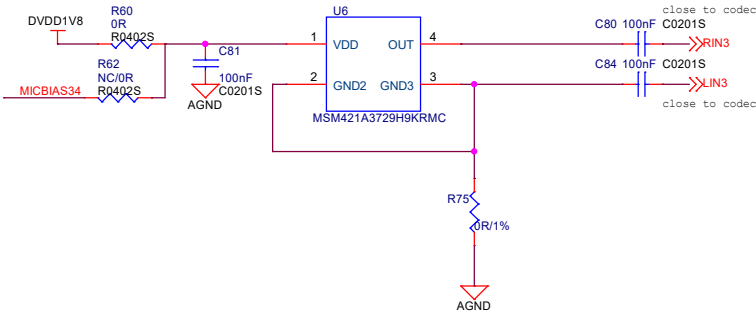 close to codec
DVDD1V8
R60
0R
R0402S
U6
C80 100nF C0201S
RIN3
1 VDD OUT 4
C81
100nF
C0201S
AGND
R62
NC/0R
R0402S
MICBIAS34
2 GND2 GND3 3
C84 100nF C0201S
LIN3
close to codec
MSM421A3729H9KRMC
R75
0R/1%
AGND